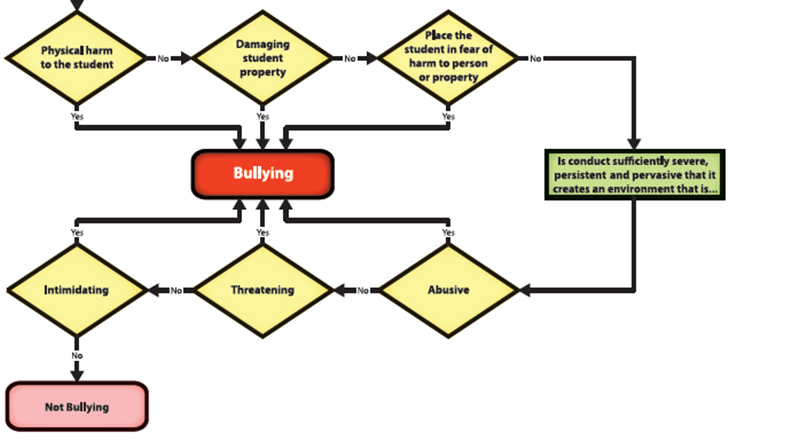 Physical harm
to the student
No
Damaging
student
property
No
Place the
student in fear of
harm to person
or property
No
Yes
Yes
Yes
Bullying
Is conduct sufficiently severe,
persistent and pervasive that it
creates an environment that is...
Yes
Yes
Yes
Intimidating
No
Threatening
No
Abusive
No
Not Bullying